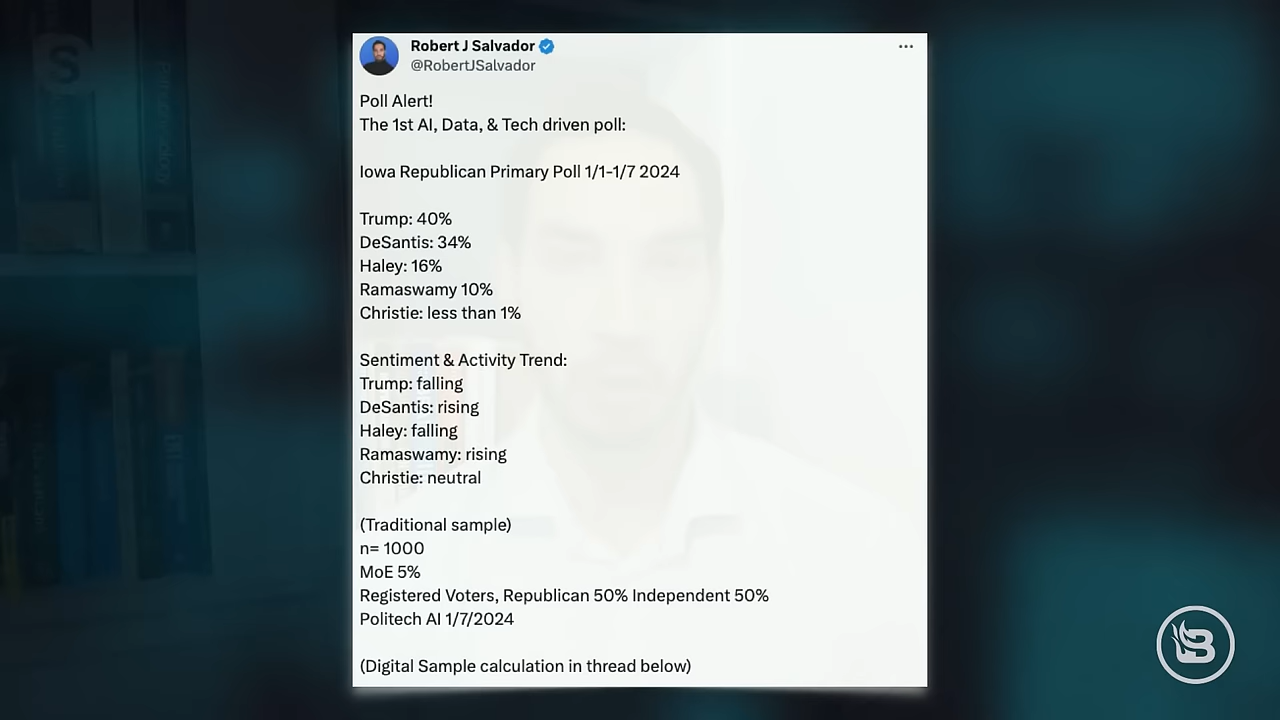 Robert J Salvador
@RobertJSalvador
Poll Alert!
The 1st AI, Data, & Tech driven poll:
Iowa Republican Primary Poll 1/1-1/7 2024
Trump: 40%
DeSantis: 34%
Haley: 16%
Ramaswamy 10%
Christie: less than 1%
Sentiment & Activity Trend:
Trump: falling
DeSantis: rising
Haley: falling
Ramaswamy: rising
Christie: neutral
(Traditional sample)
n= 1000
MoE 5%
Registered Voters, Republican 50% Independent 50%
Politech AI 1/7/2024
(Digital Sample calculation in thread below)
B